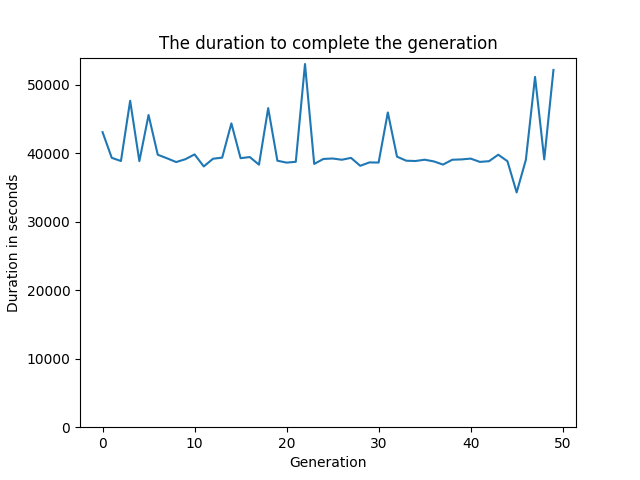 The duration to complete the generation
50000
40000
30000
20000
10000
0
Duration in seconds
0 10 20 30 40 50
Generation